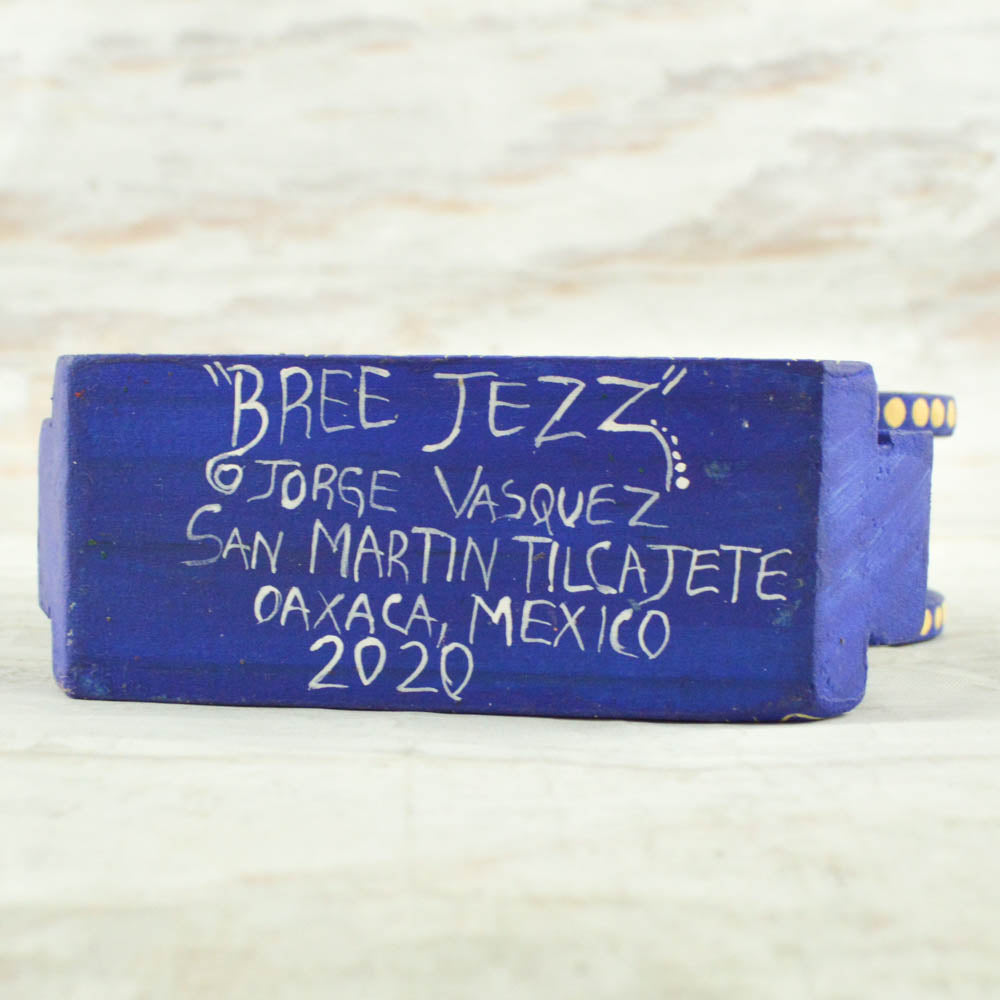 "BREE JEZZ"
JORGE VASQUEZ
SAN MARTIN TILCAJETE
OAXACA, MEXICO
2020